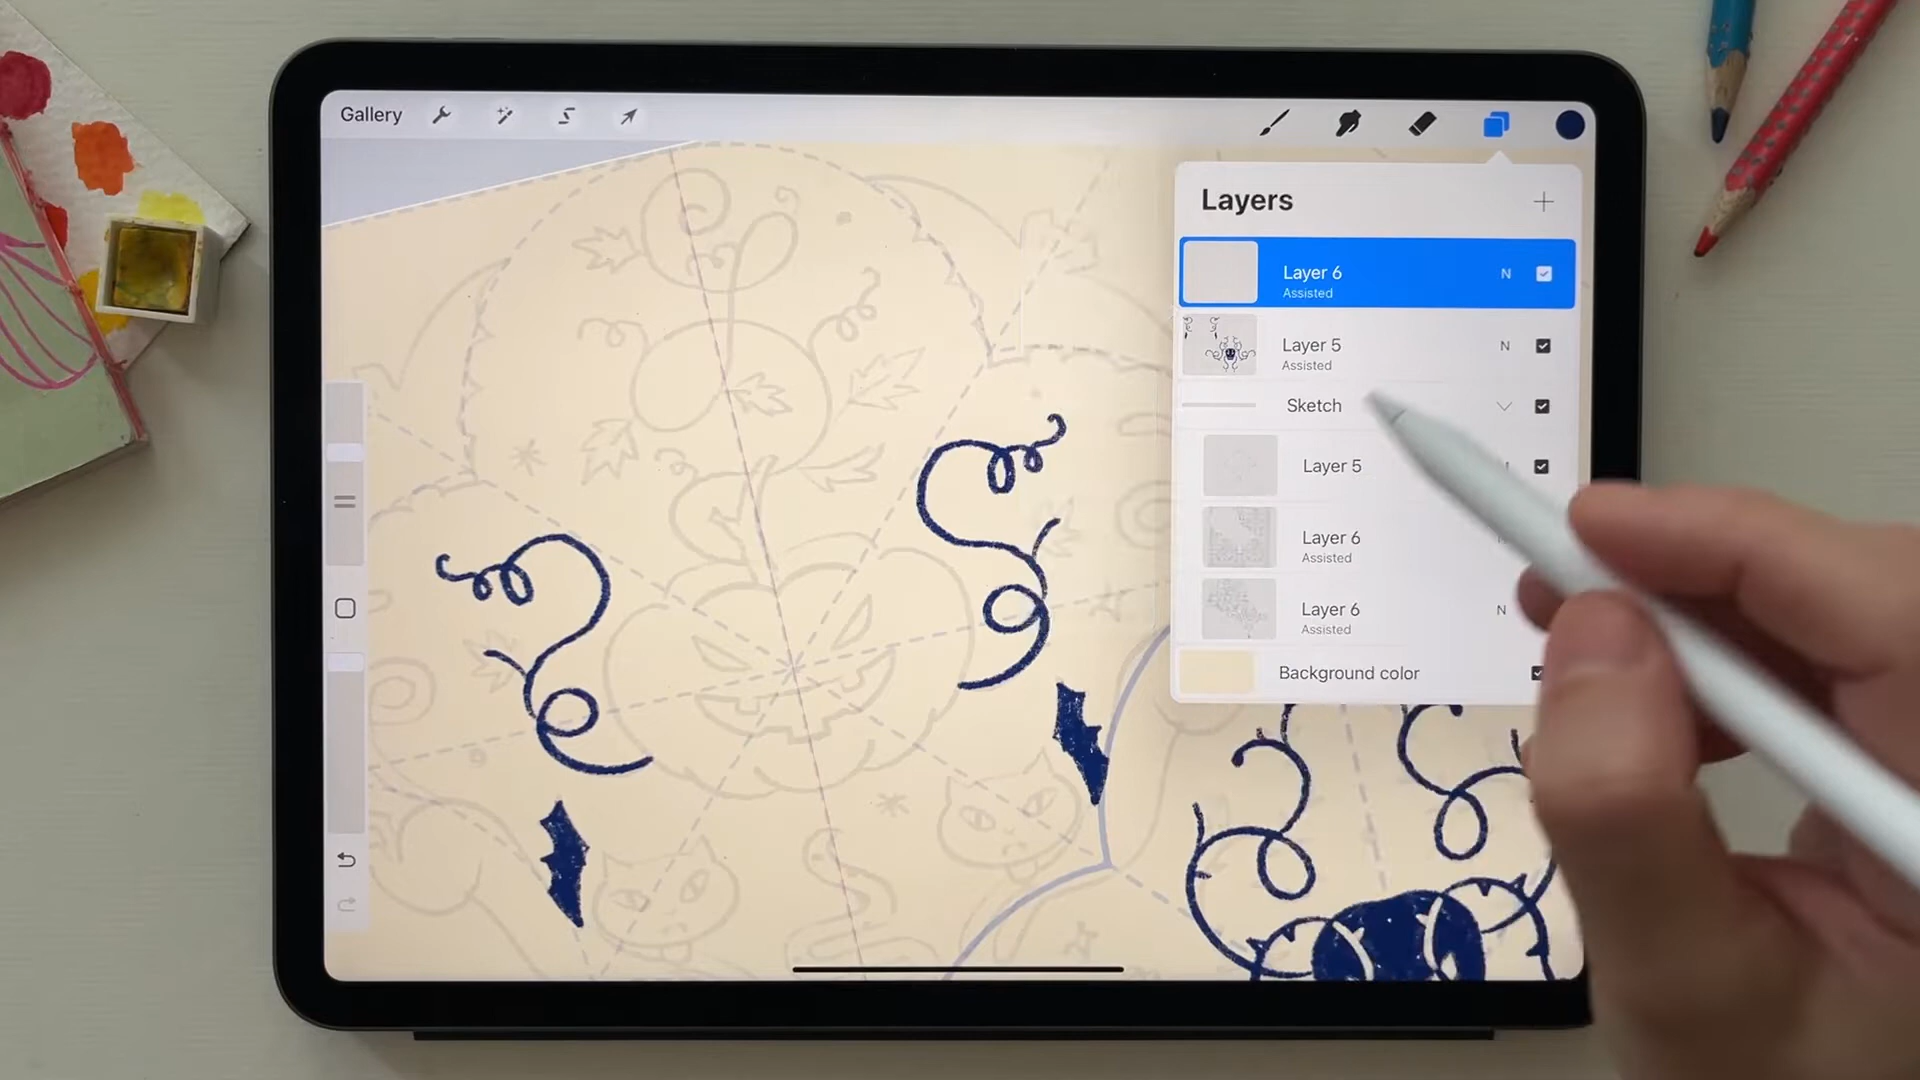 Gallery
Layers
Layer 6
N
Assisted
Layer 5
N
Assisted
Sketch
Layer 5
Layer 6
Assisted
Layer 6
N
Assisted
Background color